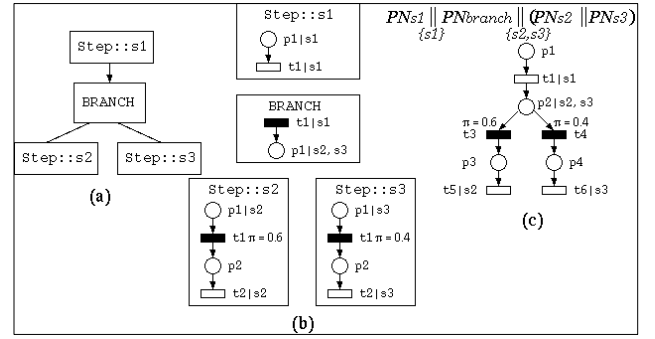 Step::s1
BRANCH
Step::s2
Step::s3
(a)
Step::s1
p1|s1
t1|s1
BRANCH
t1|s1
p1|s2, s3
Step::s2
p1|s2
t1 π = 0.6
p2
t2|s2
Step::s3
p1|s3
t1 π = 0.4
p2
t2|s3
(b)
PNs1 || PNbranch || (PNs2 || PNs3)
{s1} {s2,s3}
p1
t1|s1
p2|s2, s3
π = 0.6 π = 0.4
t3 t4
p3 p4
t5|s2 t6|s3
(c)